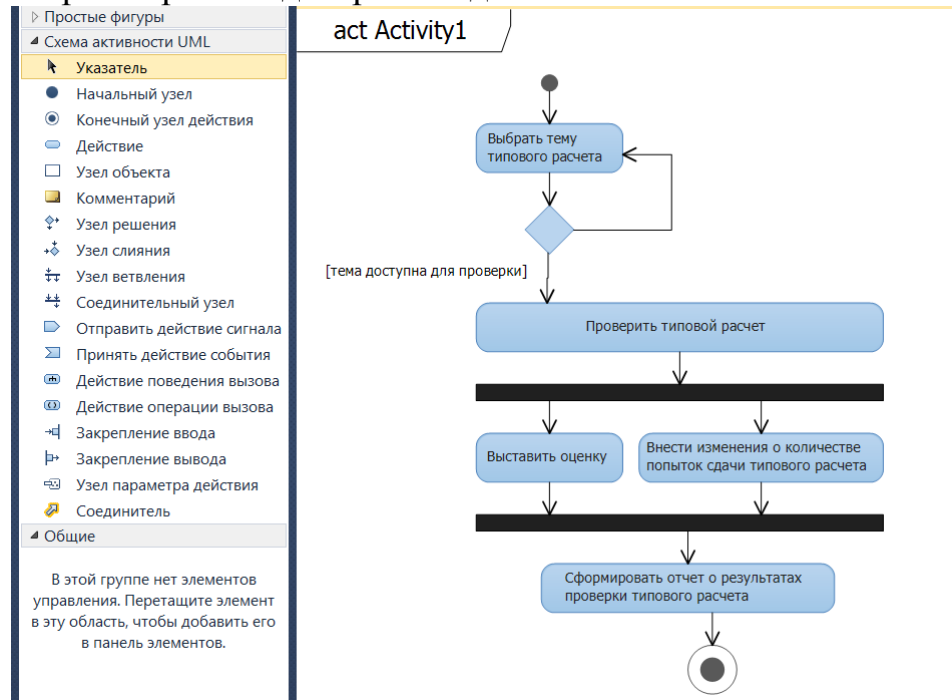 Простые фигуры
Схема активности UML
Указатель
Начальный узел
Конечный узел действия
Действие
Узел объекта
Комментарий
Узел решения
Узел слияния
Узел ветвления
Соединительный узел
Отправить действие сигнала
Принять действие события
Действие поведения вызова
Действие операции вызова
Закрепление ввода
Закрепление вывода
Узел параметра действия
Соединитель
Общие
В этой группе нет элементов
управления. Перетащите элемент
в эту область, чтобы добавить его
в панель элементов.
act Activity1
Выбрать тему
типового расчета
[тема доступна для проверки]
Проверить типовой расчет
Выставить оценку
Внести изменения о количестве
попыток сдачи типового расчета
Сформировать отчет о результатах
проверки типового расчета